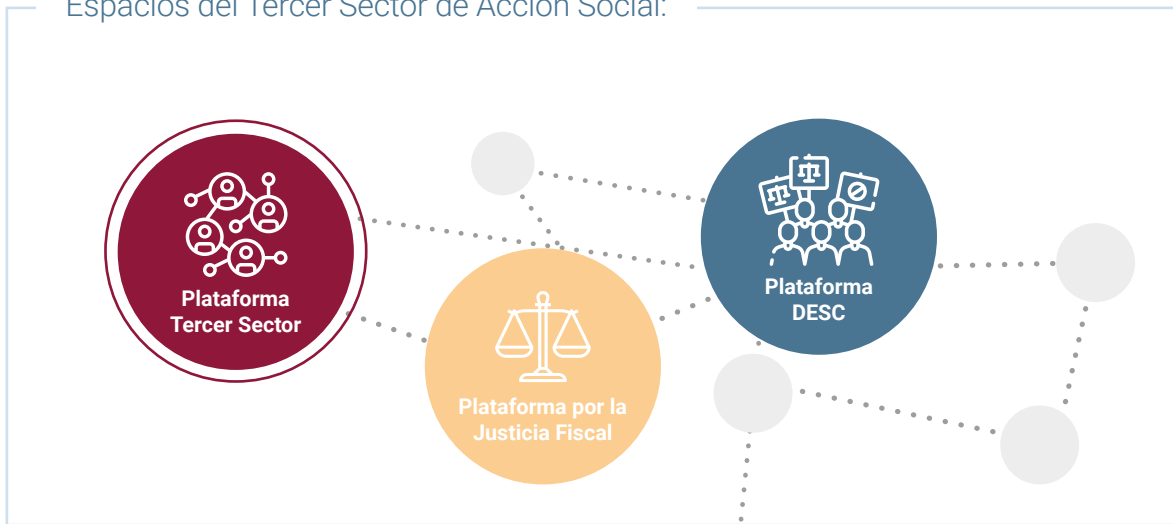 Espacios del Tercer Sector de Acción Social:
Plataforma
Tercer Sector
Plataforma por la
Justicia Fiscal
Plataforma
DESC